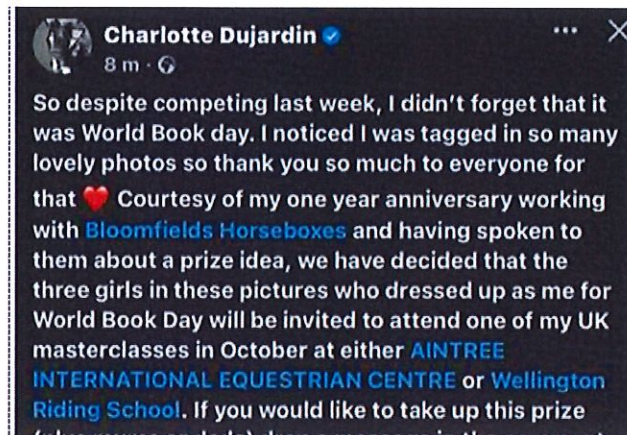 Charlotte Dujardin
8 m
So despite competing last week, I didn't forget that it
was World Book day. I noticed I was tagged in so many
lovely photos so thank you so much to everyone for
that ❤️ Courtesy of my one year anniversary working
with Bloomfields Horseboxes and having spoken to
them about a prize idea, we have decided that the
three girls in these pictures who dressed up as me for
World Book Day will be invited to attend one of my UK
masterclasses in October at either AINTREE
INTERNATIONAL EQUESTRIAN CENTRE or Wellington
Riding School. If you would like to take up this prize